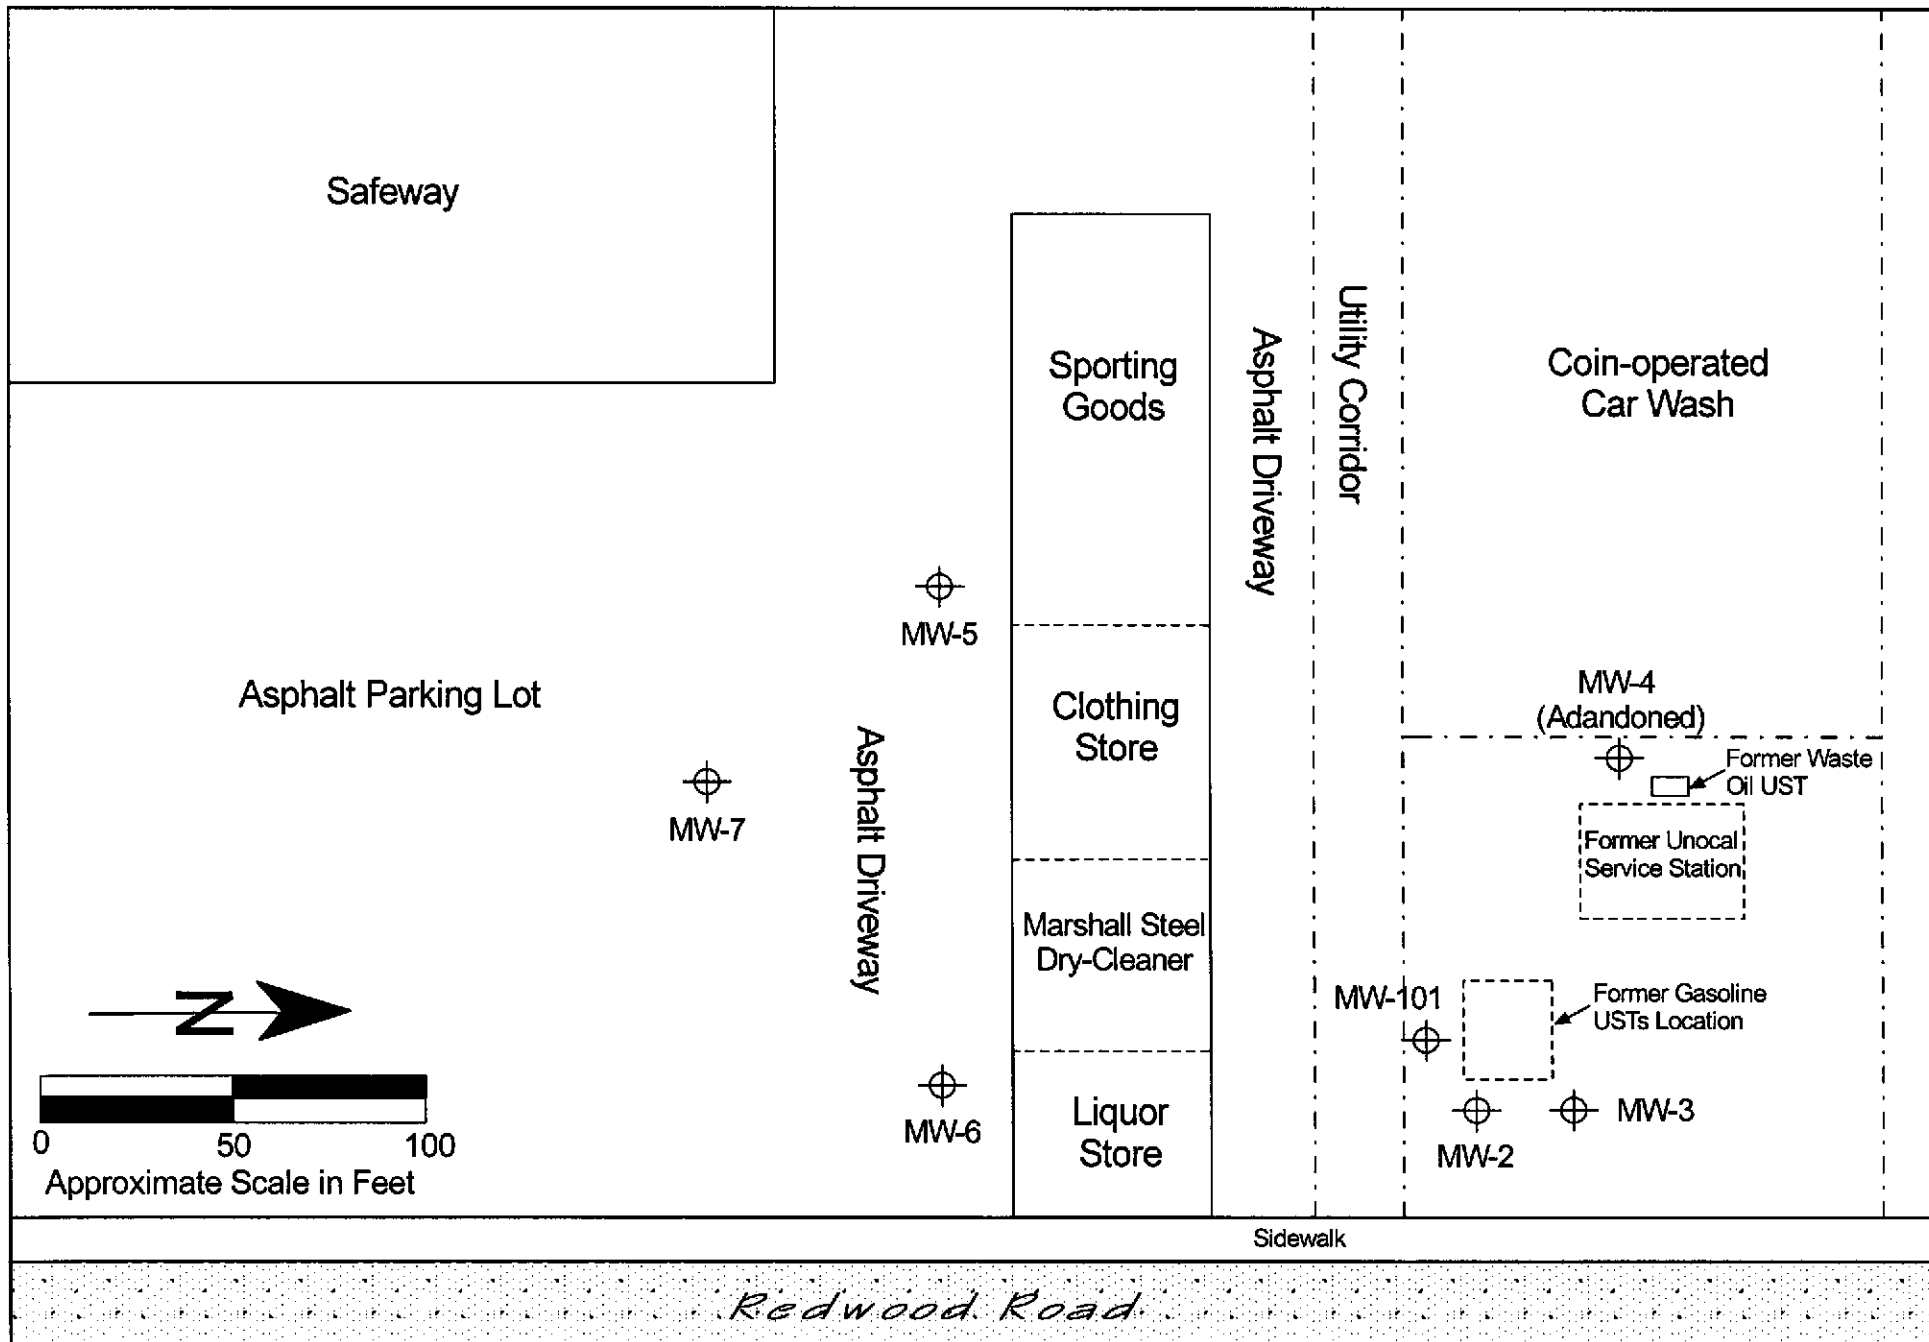 Safeway
Sporting
Goods
Asphalt Driveway
Utility Corridor
Coin-operated
Car Wash
MW-5
Asphalt Parking Lot
Clothing
Store
MW-4
(Adandoned)
Former Waste
Oil UST
MW-7
Asphalt Driveway
Former Unocal
Service Station
Marshall Steel
Dry-Cleaner
MW-101
Former Gasoline
USTs Location
N
MW-6
Liquor
Store
MW-3
MW-2
0 50 100
Approximate Scale in Feet
Sidewalk
Redwood Road